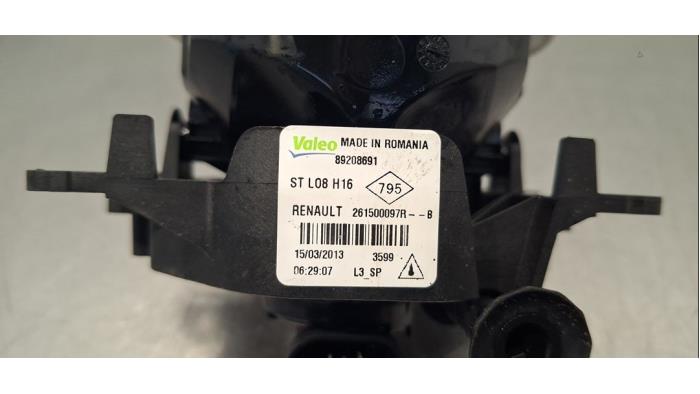 Valeo MADE IN ROMANIA
89208691
ST L08 H16 795
RENAULT 261500097R--B
15/03/2013 3599
06:29:07 L3_SP